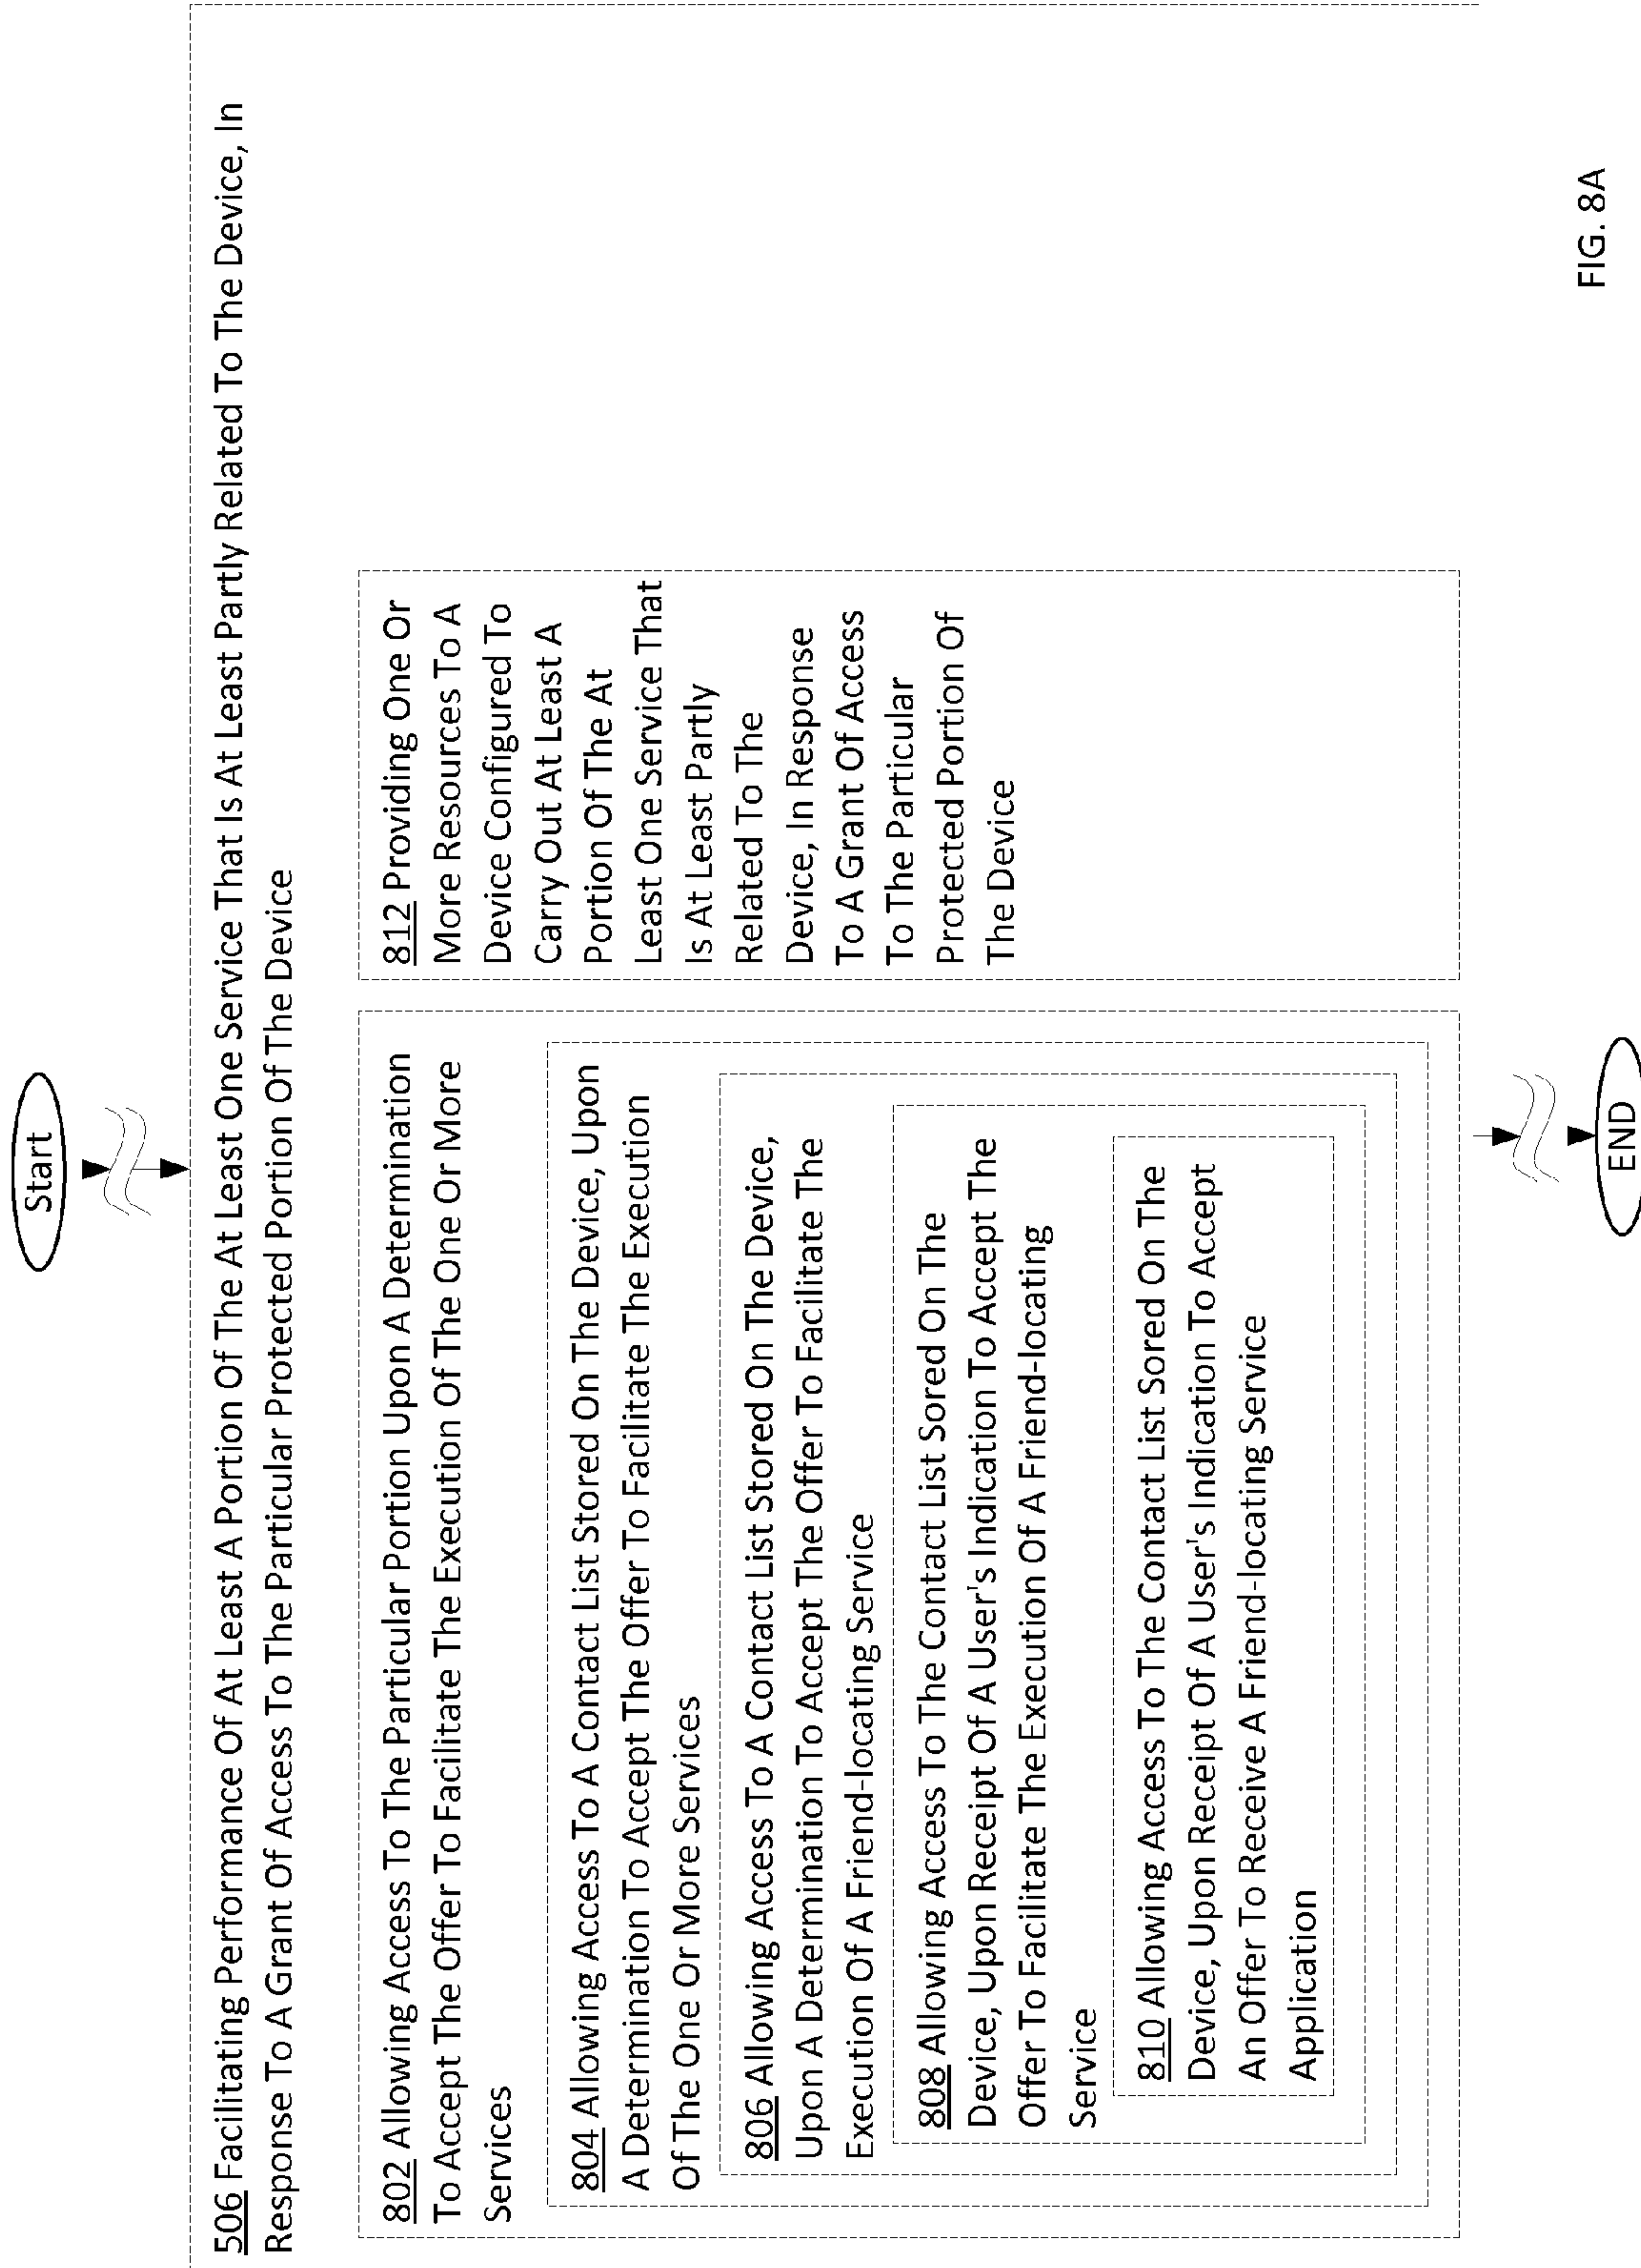 Start
506 Facilitating Performance Of At Least A Portion Of The At Least One Service That Is At Least Partly Related To The Device, In
Response To A Grant Of Access To The Particular Protected Portion Of The Device
802 Allowing Access To The Particular Portion Upon A Determination
To Accept The Offer To Facilitate The Execution Of The One Or More
Services
804 Allowing Access To A Contact List Stored On The Device, Upon
A Determination To Accept The Offer To Facilitate The Execution
Of The One Or More Services
806 Allowing Access To A Contact List Stored On The Device,
Upon A Determination To Accept The Offer To Facilitate The
Execution Of A Friend-locating Service
808 Allowing Access To The Contact List Sored On The
Device, Upon Receipt Of A User's Indication To Accept The
Offer To Facilitate The Execution Of A Friend-locating
Service
810 Allowing Access To The Contact List Sored On The
Device, Upon Receipt Of A User's Indication To Accept
An Offer To Receive A Friend-locating Service
Application
812 Providing One Or
More Resources To A
Device Configured To
Carry Out At Least A
Portion Of The At
Least One Service That
Is At Least Partly
Related To The
Device, In Response
To A Grant Of Access
To The Particular
Protected Portion Of
The Device
END
FIG. 8A